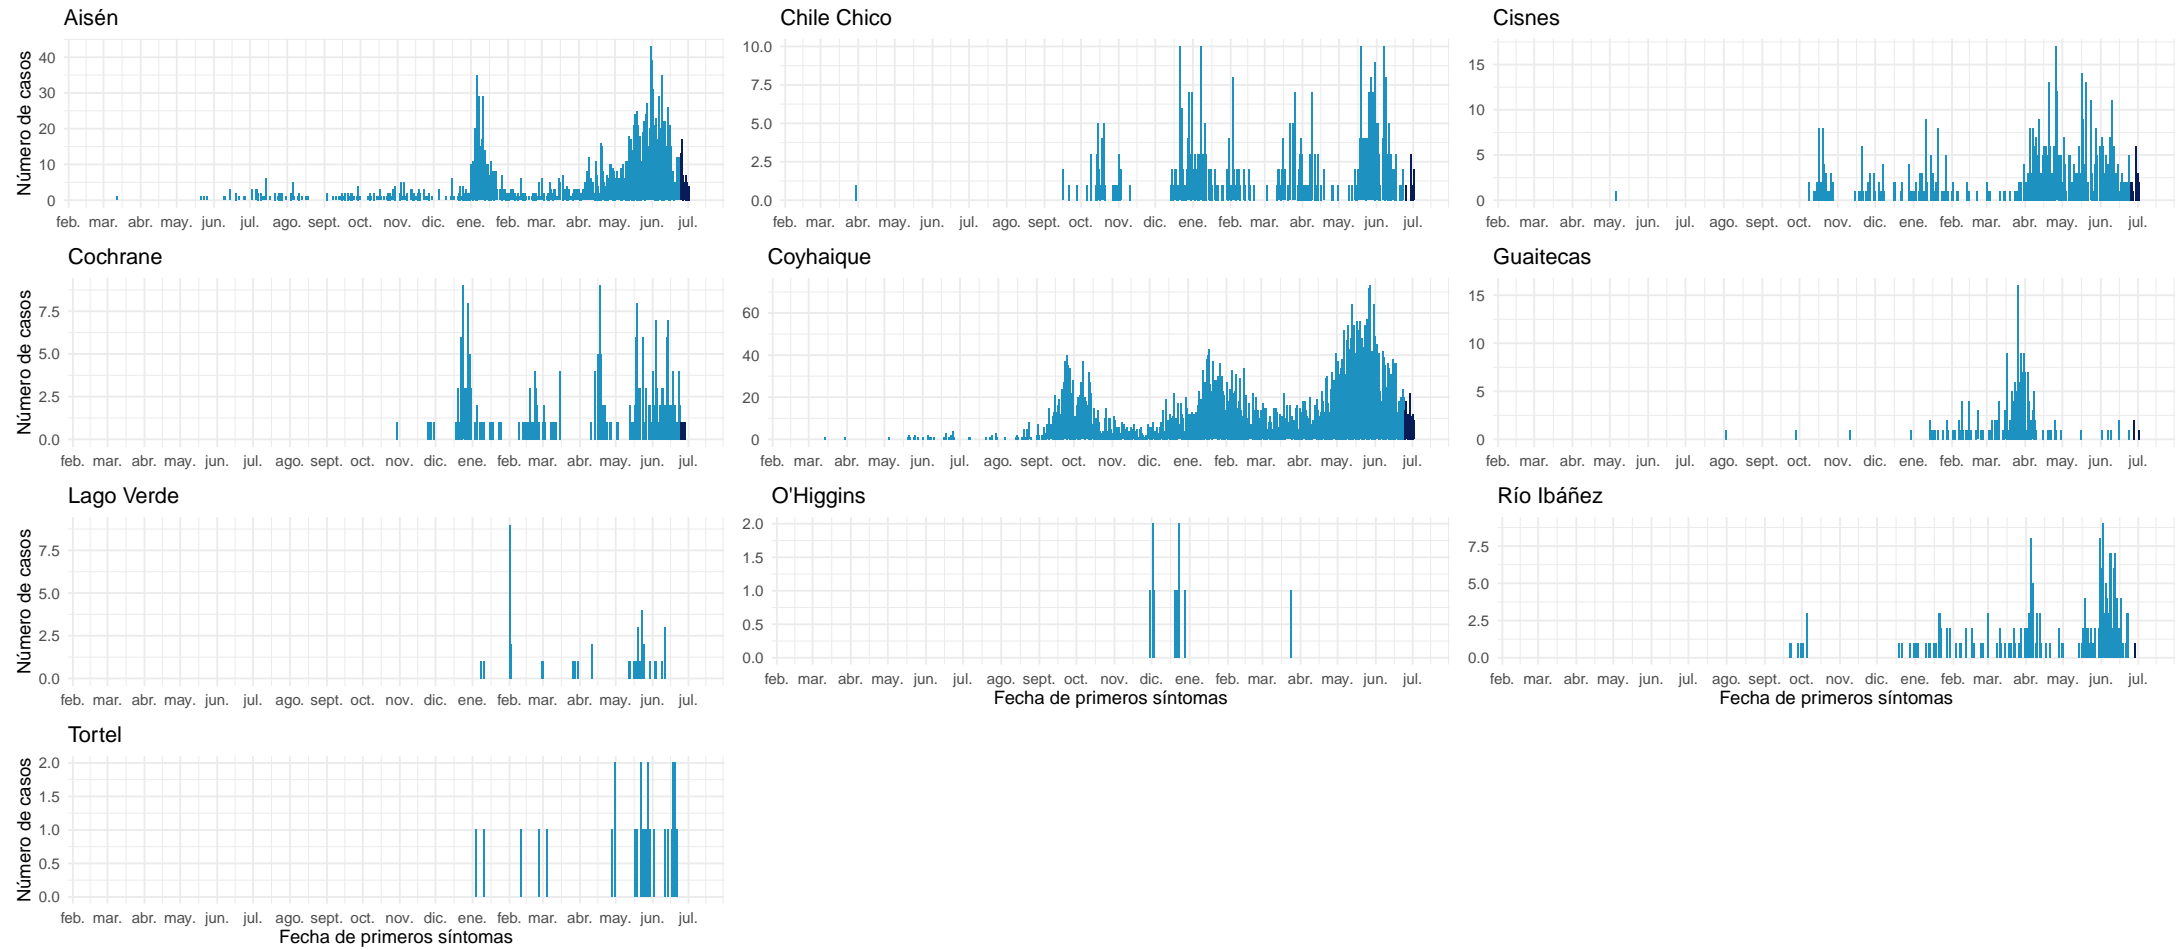 Aisén
Chile Chico
Cisnes
Número de casos
40
30
20
10
0
feb. mar. abr. may. jun. jul. ago. sept. oct. nov. dic. ene. feb. mar. abr. may. jun. jul.
10.0
7.5
5.0
2.5
0.0
feb. mar. abr. may. jun. jul. ago. sept. oct. nov. dic. ene. feb. mar. abr. may. jun. jul.
15
10
5
0
feb. mar. abr. may. jun. jul. ago. sept. oct. nov. dic. ene. feb. mar. abr. may. jun. jul.
Cochrane
Coyhaique
Guaitecas
Número de casos
7.5
5.0
2.5
0.0
feb. mar. abr. may. jun. jul. ago. sept. oct. nov. dic. ene. feb. mar. abr. may. jun. jul.
60
40
20
0
feb. mar. abr. may. jun. jul. ago. sept. oct. nov. dic. ene. feb. mar. abr. may. jun. jul.
15
10
5
0
feb. mar. abr. may. jun. jul. ago. sept. oct. nov. dic. ene. feb. mar. abr. may. jun. jul.
Lago Verde
O'Higgins
Río Ibáñez
Número de casos
7.5
5.0
2.5
0.0
feb. mar. abr. may. jun. jul. ago. sept. oct. nov. dic. ene. feb. mar. abr. may. jun. jul.
2.0
1.5
1.0
0.5
0.0
feb. mar. abr. may. jun. jul. ago. sept. oct. nov. dic. ene. feb. mar. abr. may. jun. jul.
Fecha de primeros síntomas
7.5
5.0
2.5
0.0
feb. mar. abr. may. jun. jul. ago. sept. oct. nov. dic. ene. feb. mar. abr. may. jun. jul.
Fecha de primeros síntomas
Tortel
Número de casos
2.0
1.5
1.0
0.5
0.0
feb. mar. abr. may. jun. jul. ago. sept. oct. nov. dic. ene. feb. mar. abr. may. jun. jul.
Fecha de primeros síntomas